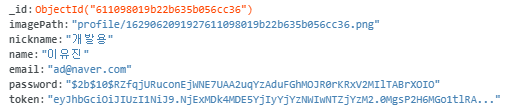 _id: ObjectId("611098019b22b635b056cc36")
imagePath: "profile/1629062091927611098019b22b635b056cc36.png"
nickname: "개발용"
name: "이유진"
email: "ad@naver.com"
password: "$2b$10$RZfqjURuconEjWNE7UAA2uqYzAduFGhMOJR0rKRxV2MIlTABrXOIO"
token: "eyJhbGciOiJIUzI1NiJ9.NjExMDk4MDE5YjIyYjYzNWIwNTZjYzM2.0MgsP2H6MGo1tlRA..."